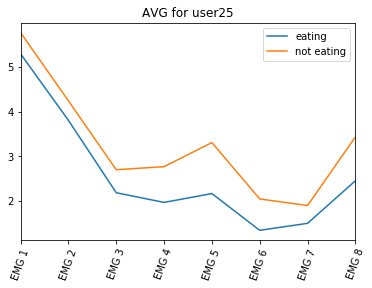 AVG for user25
eating
not eating
5
4
3
2
EMG 1
EMG 2
EMG 3
EMG 4
EMG 5
EMG 6
EMG 7
EMG 8